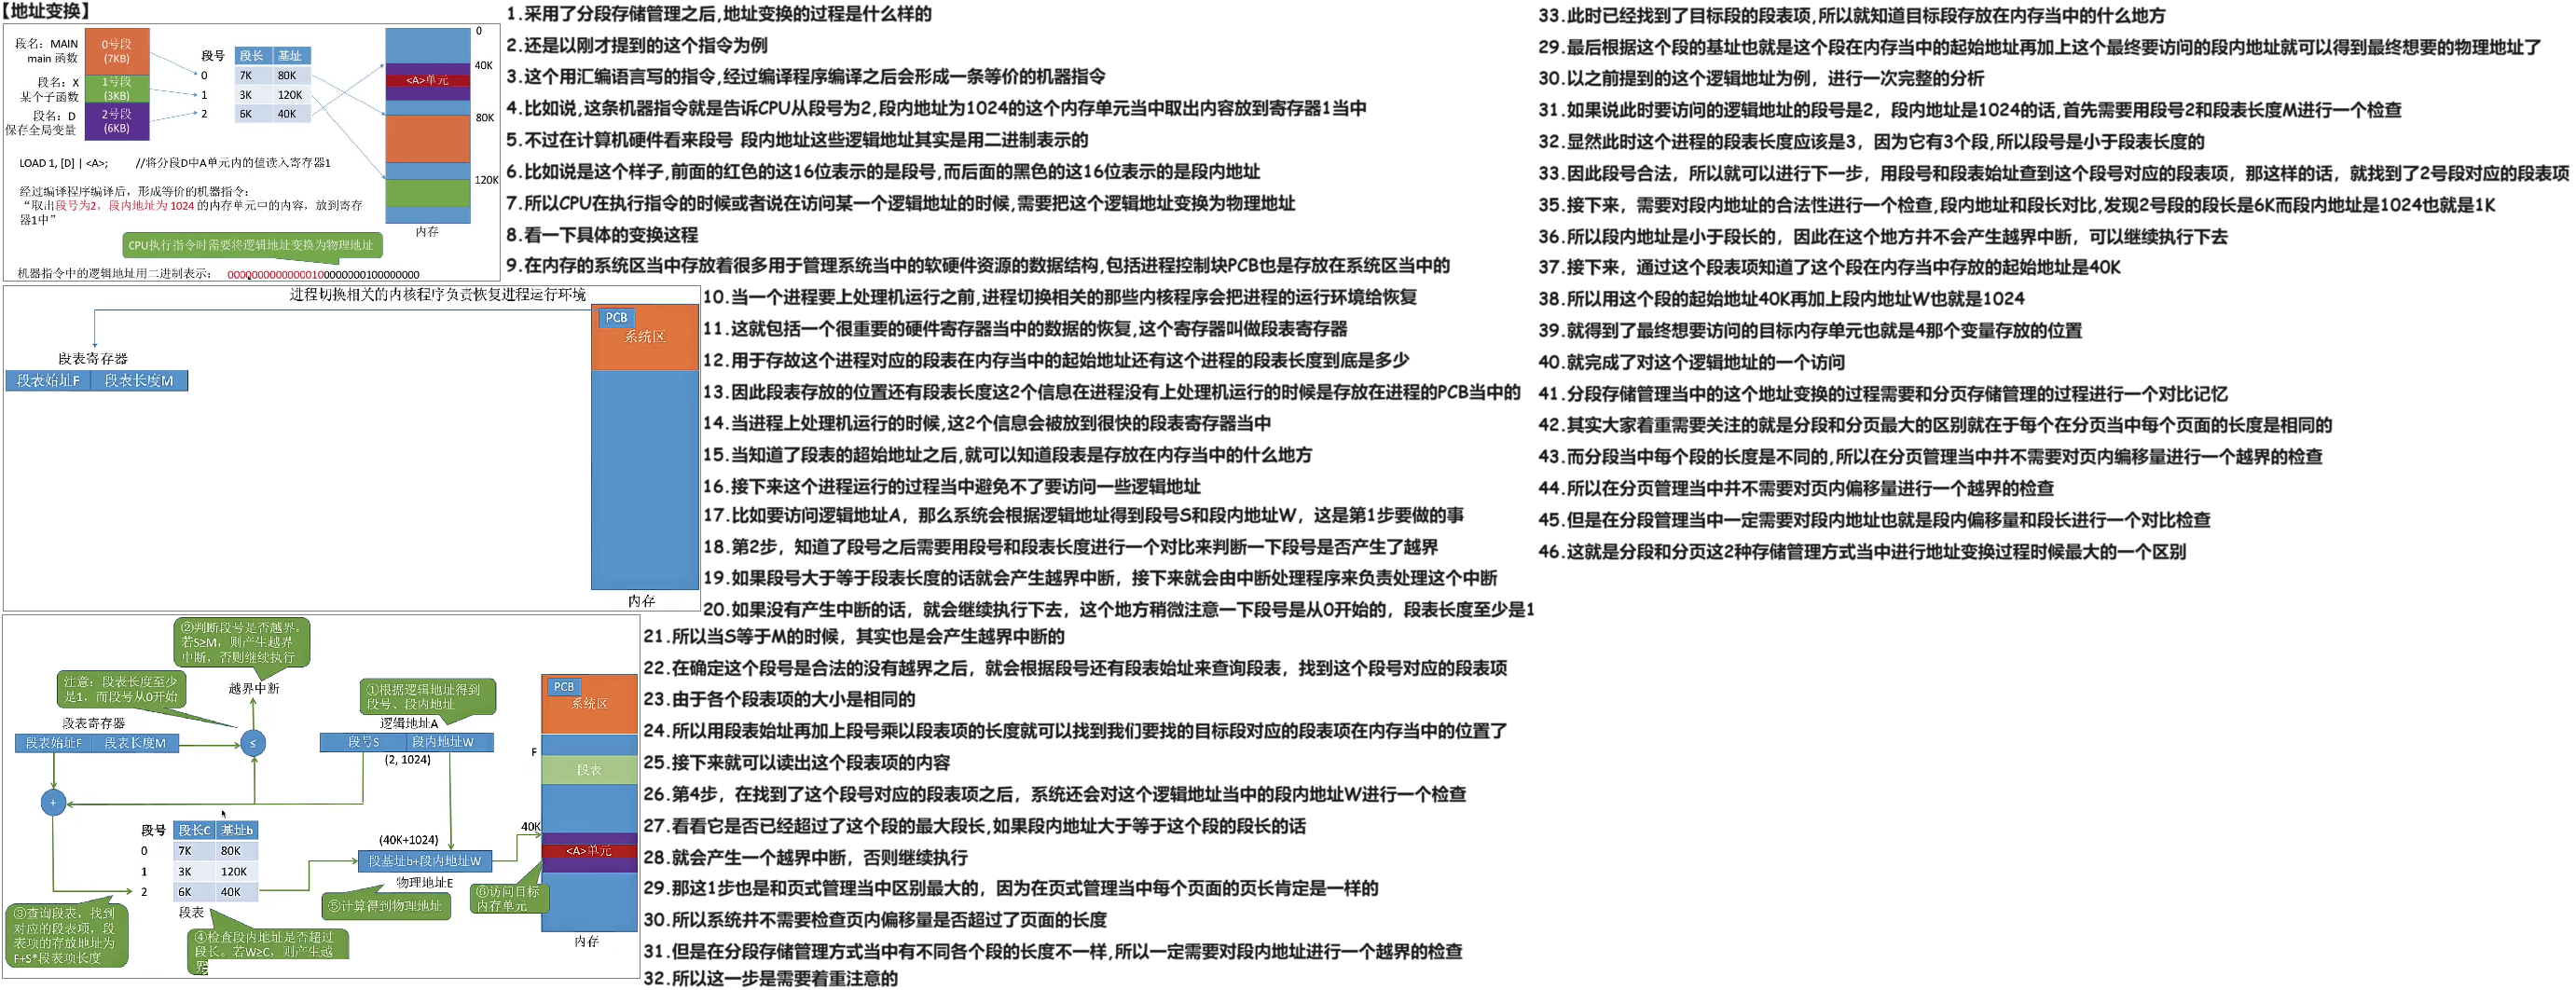 【地址变换】
段名：MAIN
main 函数
0号段
(7KB)
段名：X
某个子函数
1号段
(3KB)
段名：D
保存全局变量
2号段
(6KB)
段号 段长 基址
0 7K 80K
1 3K 120K
2 6K 40K
0
40K
<A>单元
80K
120K
内存
LOAD 1, [D] | <A>; //将分段D中A单元内的值读入寄存器1
经过编译程序编译后，形成等价的机器指令：
“取出段号为2，段内地址为 1024 的内存单元中的内容，放到寄存
器1中”
CPU执行指令时需要将逻辑地址变换为物理地址
机器指令中的逻辑地址用二进制表示： 00000000000000100000000100000000
1.采用了分段存储管理之后,地址变换的过程是什么样的
2.还是以刚才提到的这个指令为例
3.这个用汇编语言写的指令,经过编译程序编译之后会形成一条等价的机器指令
4.比如说,这条机器指令就是告诉CPU从段号为2,段内地址为1024的这个内存单元当中取出内容放到寄存器1当中
5.不过在计算机硬件看来段号 段内地址这些逻辑地址其实是用二进制表示的
6.比如说是这个样子,前面的红色的这16位表示的是段号,而后面的黑色的这16位表示的是段内地址
7.所以CPU在执行指令的时候或者说在访问某一个逻辑地址的时候,需要把这个逻辑地址变换为物理地址
8.看一下具体的变换这程
9.在内存的系统区当中存放着很多用于管理系统当中的软硬件资源的数据结构,包括进程控制块PCB也是存放在系统区当中的
进程切换相关的内核程序负责恢复进程运行环境
PCB
系统区
段表寄存器
段表始址F 段表长度M
内存
10.当一个进程要上处理机运行之前,进程切换相关的那些内核程序会把进程的运行环境给恢复
11.这就包括一个很重要的硬件寄存器当中的数据的恢复,这个寄存器叫做段表寄存器
12.用于存故这个进程对应的段表在内存当中的起始地址还有这个进程的段表长度到底是多少
13.因此段表存放的位置还有段表长度这2个信息在进程没有上处理机运行的时候是存放在进程的PCB当中的
14.当进程上处理机运行的时候,这2个信息会被放到很快的段表寄存器当中
15.当知道了段表的超始地址之后,就可以知道段表是存放在内存当中的什么地方
16.接下来这个进程运行的过程当中避免不了要访问一些逻辑地址
17.比如要访问逻辑地址A，那么系统会根据逻辑地址得到段号S和段内地址W，这是第1步要做的事
18.第2步，知道了段号之后需要用段号和段表长度进行一个对比来判断一下段号是否产生了越界
19.如果段号大于等于段表长度的话就会产生越界中断，接下来就会由中断处理程序来负责处理这个中断
20.如果没有产生中断的话，就会继续执行下去，这个地方稍微注意一下段号是从0开始的，段表长度至少是1
②判断段号是否越界。
若S≥M，则产生越界
中断，否则继续执行
注意：段表长度至少
是1，而段号从0开始
越界中断
①根据逻辑地址得到
段号、段内地址
段表寄存器
段表始址F 段表长度M
≤
逻辑地址A
段号S 段内地址W
(2, 1024)
+
段号 段长C 基址b
0 7K 80K
1 3K 120K
2 6K 40K
段表
(40K+1024)
段基址b+段内地址W
物理地址E
⑤计算得到物理地址
⑥访问目标
内存单元
③查询段表，找到
对应的段表项，段
表项的存放地址为
F+S*段表项长度
④检查段内地址是否超过
段长。若W≥C，则产生越
PCB
系统区
F
段表
40K
<A>单元
内存
21.所以当S等于M的时候，其实也是会产生越界中断的
22.在确定这个段号是合法的没有越界之后，就会根据段号还有段表始址来查询段表，找到这个段号对应的段表项
23.由于各个段表项的大小是相同的
24.所以用段表始址再加上段号乘以段表项的长度就可以找到我们要找的目标段对应的段表项在内存当中的位置了
25.接下来就可以读出这个段表项的内容
26.第4步，在找到了这个段号对应的段表项之后，系统还会对这个逻辑地址当中的段内地址W进行一个检查
27.看看它是否已经超过了这个段的最大段长,如果段内地址大于等于这个段的段长的话
28.就会产生一个越界中断，否则继续执行
29.那这1步也是和页式管理当中区别最大的，因为在页式管理当中每个页面的页长肯定是一样的
30.所以系统并不需要检查页内偏移量是否超过了页面的长度
31.但是在分段存储管理方式当中有不同各个段的长度不一样,所以一定需要对段内地址进行一个越界的检查
32.所以这一步是需要着重注意的
33.此时已经找到了目标段的段表项,所以就知道目标段存放在内存当中的什么地方
29.最后根据这个段的基址也就是这个段在内存当中的起始地址再加上这个最终要访问的段内地址就可以得到最终想要的物理地址了
30.以之前提到的这个逻辑地址为例，进行一次完整的分析
31.如果说此时要访问的逻辑地址的段号是2，段内地址是1024的话,首先需要用段号2和段表长度M进行一个检查
32.显然此时这个进程的段表长度应该是3，因为它有3个段,所以段号是小于段表长度的
33.因此段号合法，所以就可以进行下一步，用段号和段表始址查到这个段号对应的段表项，那这样的话，就找到了2号段对应的段表项
35.接下来，需要对段内地址的合法性进行一个检查,段内地址和段长对比,发现2号段的段长是6K而段内地址是1024也就是1K
36.所以段内地址是小于段长的，因此在这个地方并不会产生越界中断，可以继续执行下去
37.接下来，通过这个段表项知道了这个段在内存当中存放的起始地址是40K
38.所以用这个段的起始地址40K再加上段内地址W也就是1024
39.就得到了最终想要访问的目标内存单元也就是4那个变量存放的位置
40.就完成了对这个逻辑地址的一个访问
41.分段存储管理当中的这个地址变换的过程需要和分页存储管理的过程进行一个对比记忆
42.其实大家着重需要关注的就是分段和分页最大的区别就在于每个在分页当中每个页面的长度是相同的
43.而分段当中每个段的长度是不同的,所以在分页管理当中并不需要对页内编移量进行一个越界的检查
44.所以在分页管理当中并不需要对页内偏移量进行一个越界的检查
45.但是在分段管理当中一定需要对段内地址也就是段内偏移量和段长进行一个对比检查
46.这就是分段和分页这2种存储管理方式当中进行地址变换过程时候最大的一个区别